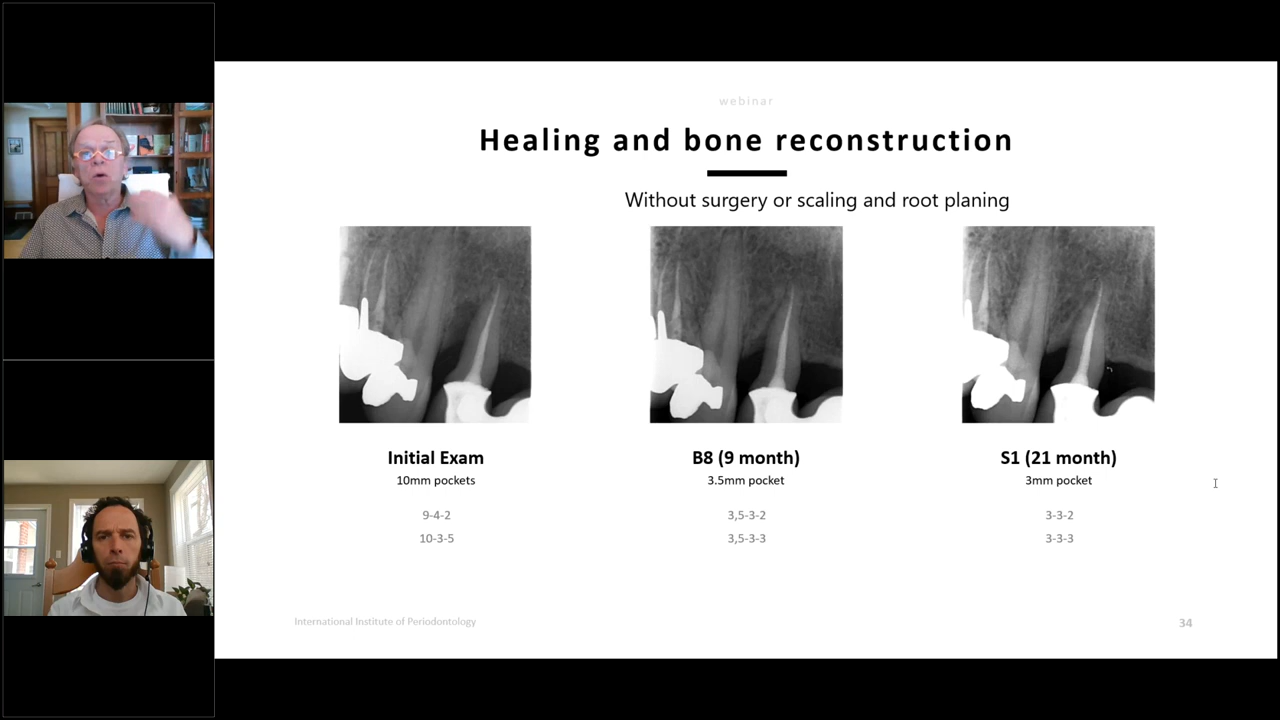 webinar
Healing and bone reconstruction
Without surgery or scaling and root planing
Initial Exam
10mm pockets
9-4-2
10-3-5
B8 (9 month)
3.5mm pocket
3,5-3-2
3,5-3-3
S1 (21 month)
3mm pocket
3-3-2
3-3-3
International Institute of Periodontology
34